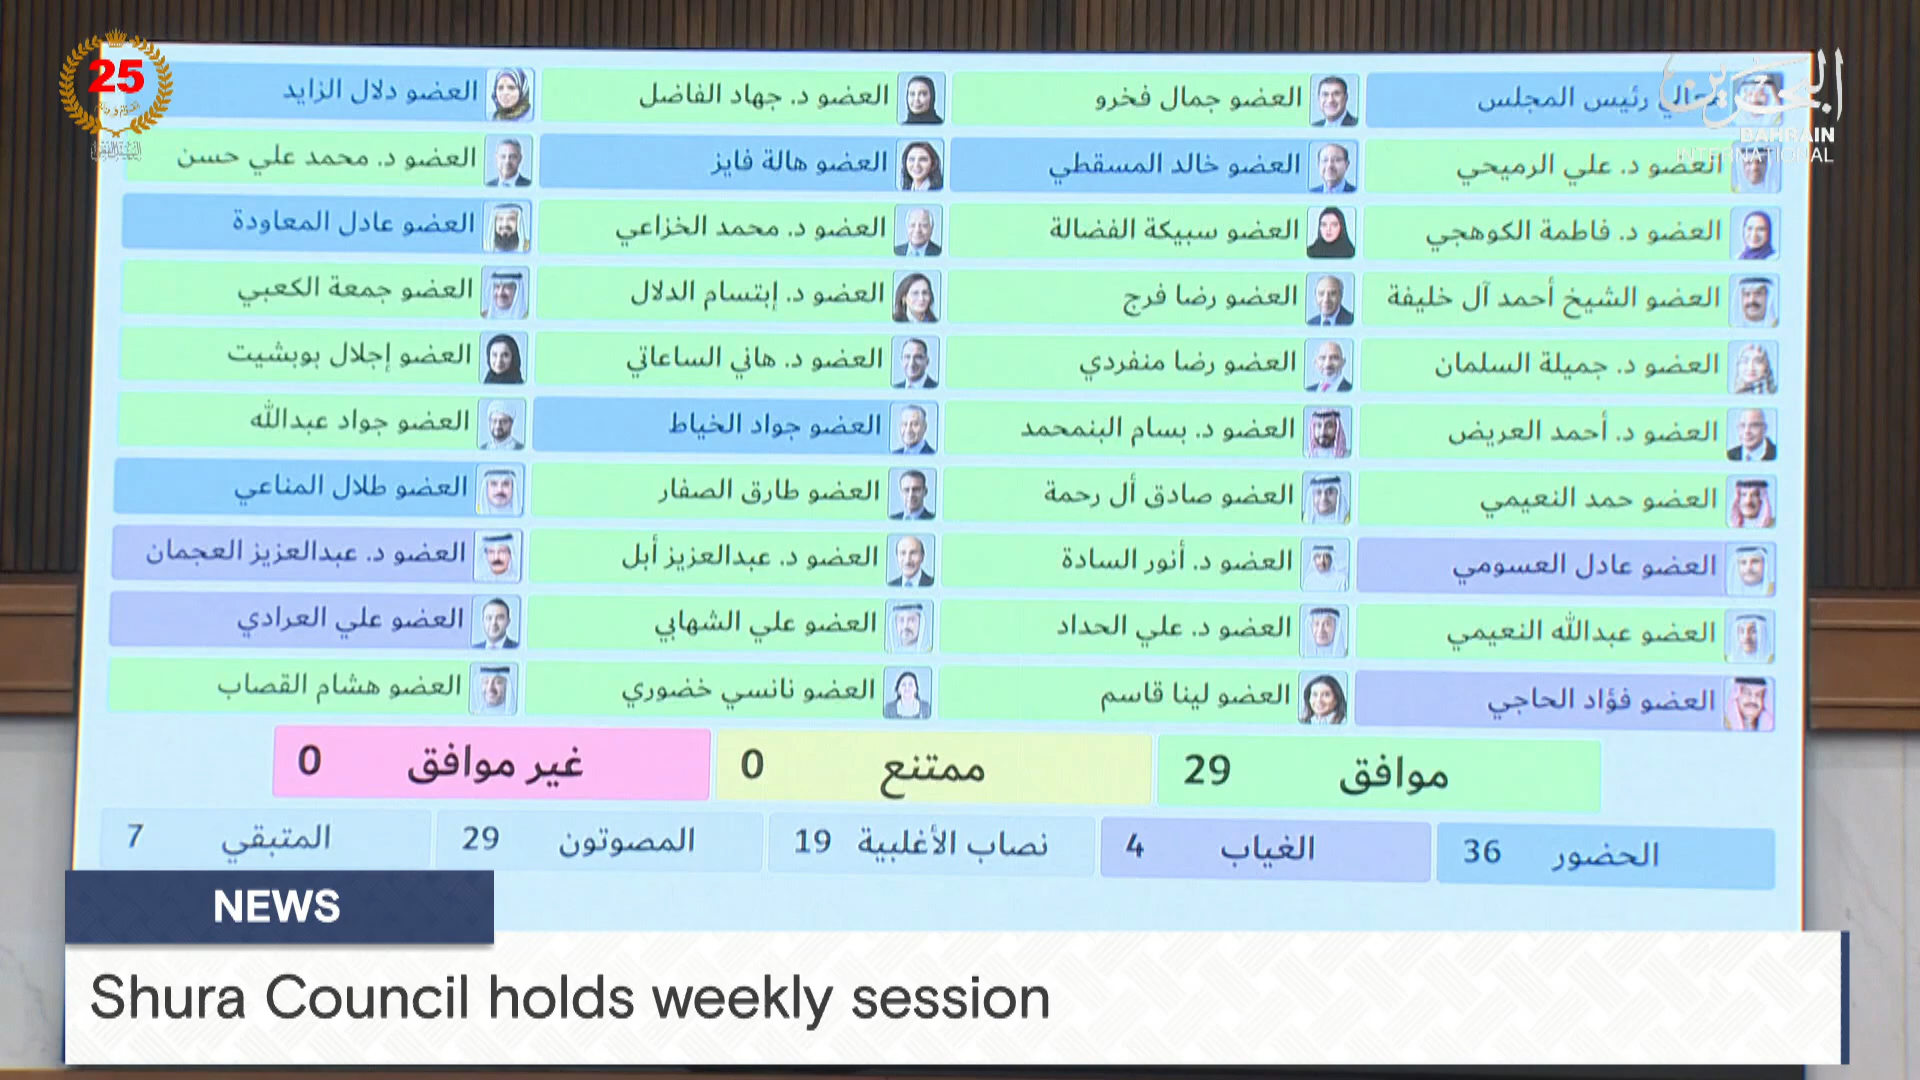 25
البحرين
BAHRAIN
INTERNATIONAL
معالي رئيس المجلس
العضو جمال فخرو
العضو د. جهاد الفاضل
العضو دلال الزايد
العضو د. علي الرميحي
العضو خالد المسقطي
العضو هالة فايز
العضو د. محمد علي حسن
العضو د. فاطمة الكوهجي
العضو سبيكة الفضالة
العضو د. محمد الخزاعي
العضو عادل المعاودة
العضو الشيخ أحمد آل خليفة
العضو رضا فرج
العضو د. إبتسام الدلال
العضو جمعة الكعبي
العضو د. جميلة السلمان
العضو رضا منفردي
العضو د. هاني الساعاتي
العضو إجلال بوبشيت
العضو د. أحمد العريض
العضو د. بسام البنمحمد
العضو جواد الخياط
العضو جواد عبدالله
العضو حمد النعيمي
العضو صادق أل رحمة
العضو طارق الصفار
العضو طلال المناعي
العضو عادل العسومي
العضو د. أنور السادة
العضو د. عبدالعزيز أبل
العضو د. عبدالعزيز العجمان
العضو عبدالله النعيمي
العضو د. علي الحداد
العضو علي الشهابي
العضو علي العرادي
العضو فؤاد الحاجي
العضو لينا قاسم
العضو نانسي خضوري
العضو هشام القصاب
موافق 29
ممتنع 0
غير موافق 0
الحضور 36
الغياب 4
نصاب الأغلبية 19
المصوتون 29
المتبقي 7
NEWS
Shura Council holds weekly session